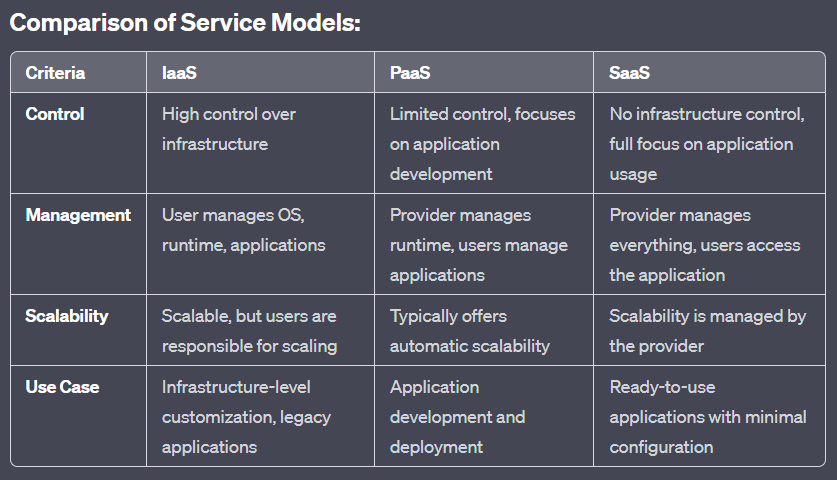 Comparison of Service Models:
Criteria IaaS PaaS SaaS
Control High control over Limited control, focuses No infrastructure control,
infrastructure on application full focus on application
development usage
Management User manages OS, Provider manages Provider manages
runtime, applications runtime, users manage everything, users access
applications the application
Scalability Scalable, but users are Typically offers Scalability is managed by
responsible for scaling automatic scalability the provider
Use Case Infrastructure-level Application Ready-to-use
customization, legacy development and applications with minimal
applications deployment configuration